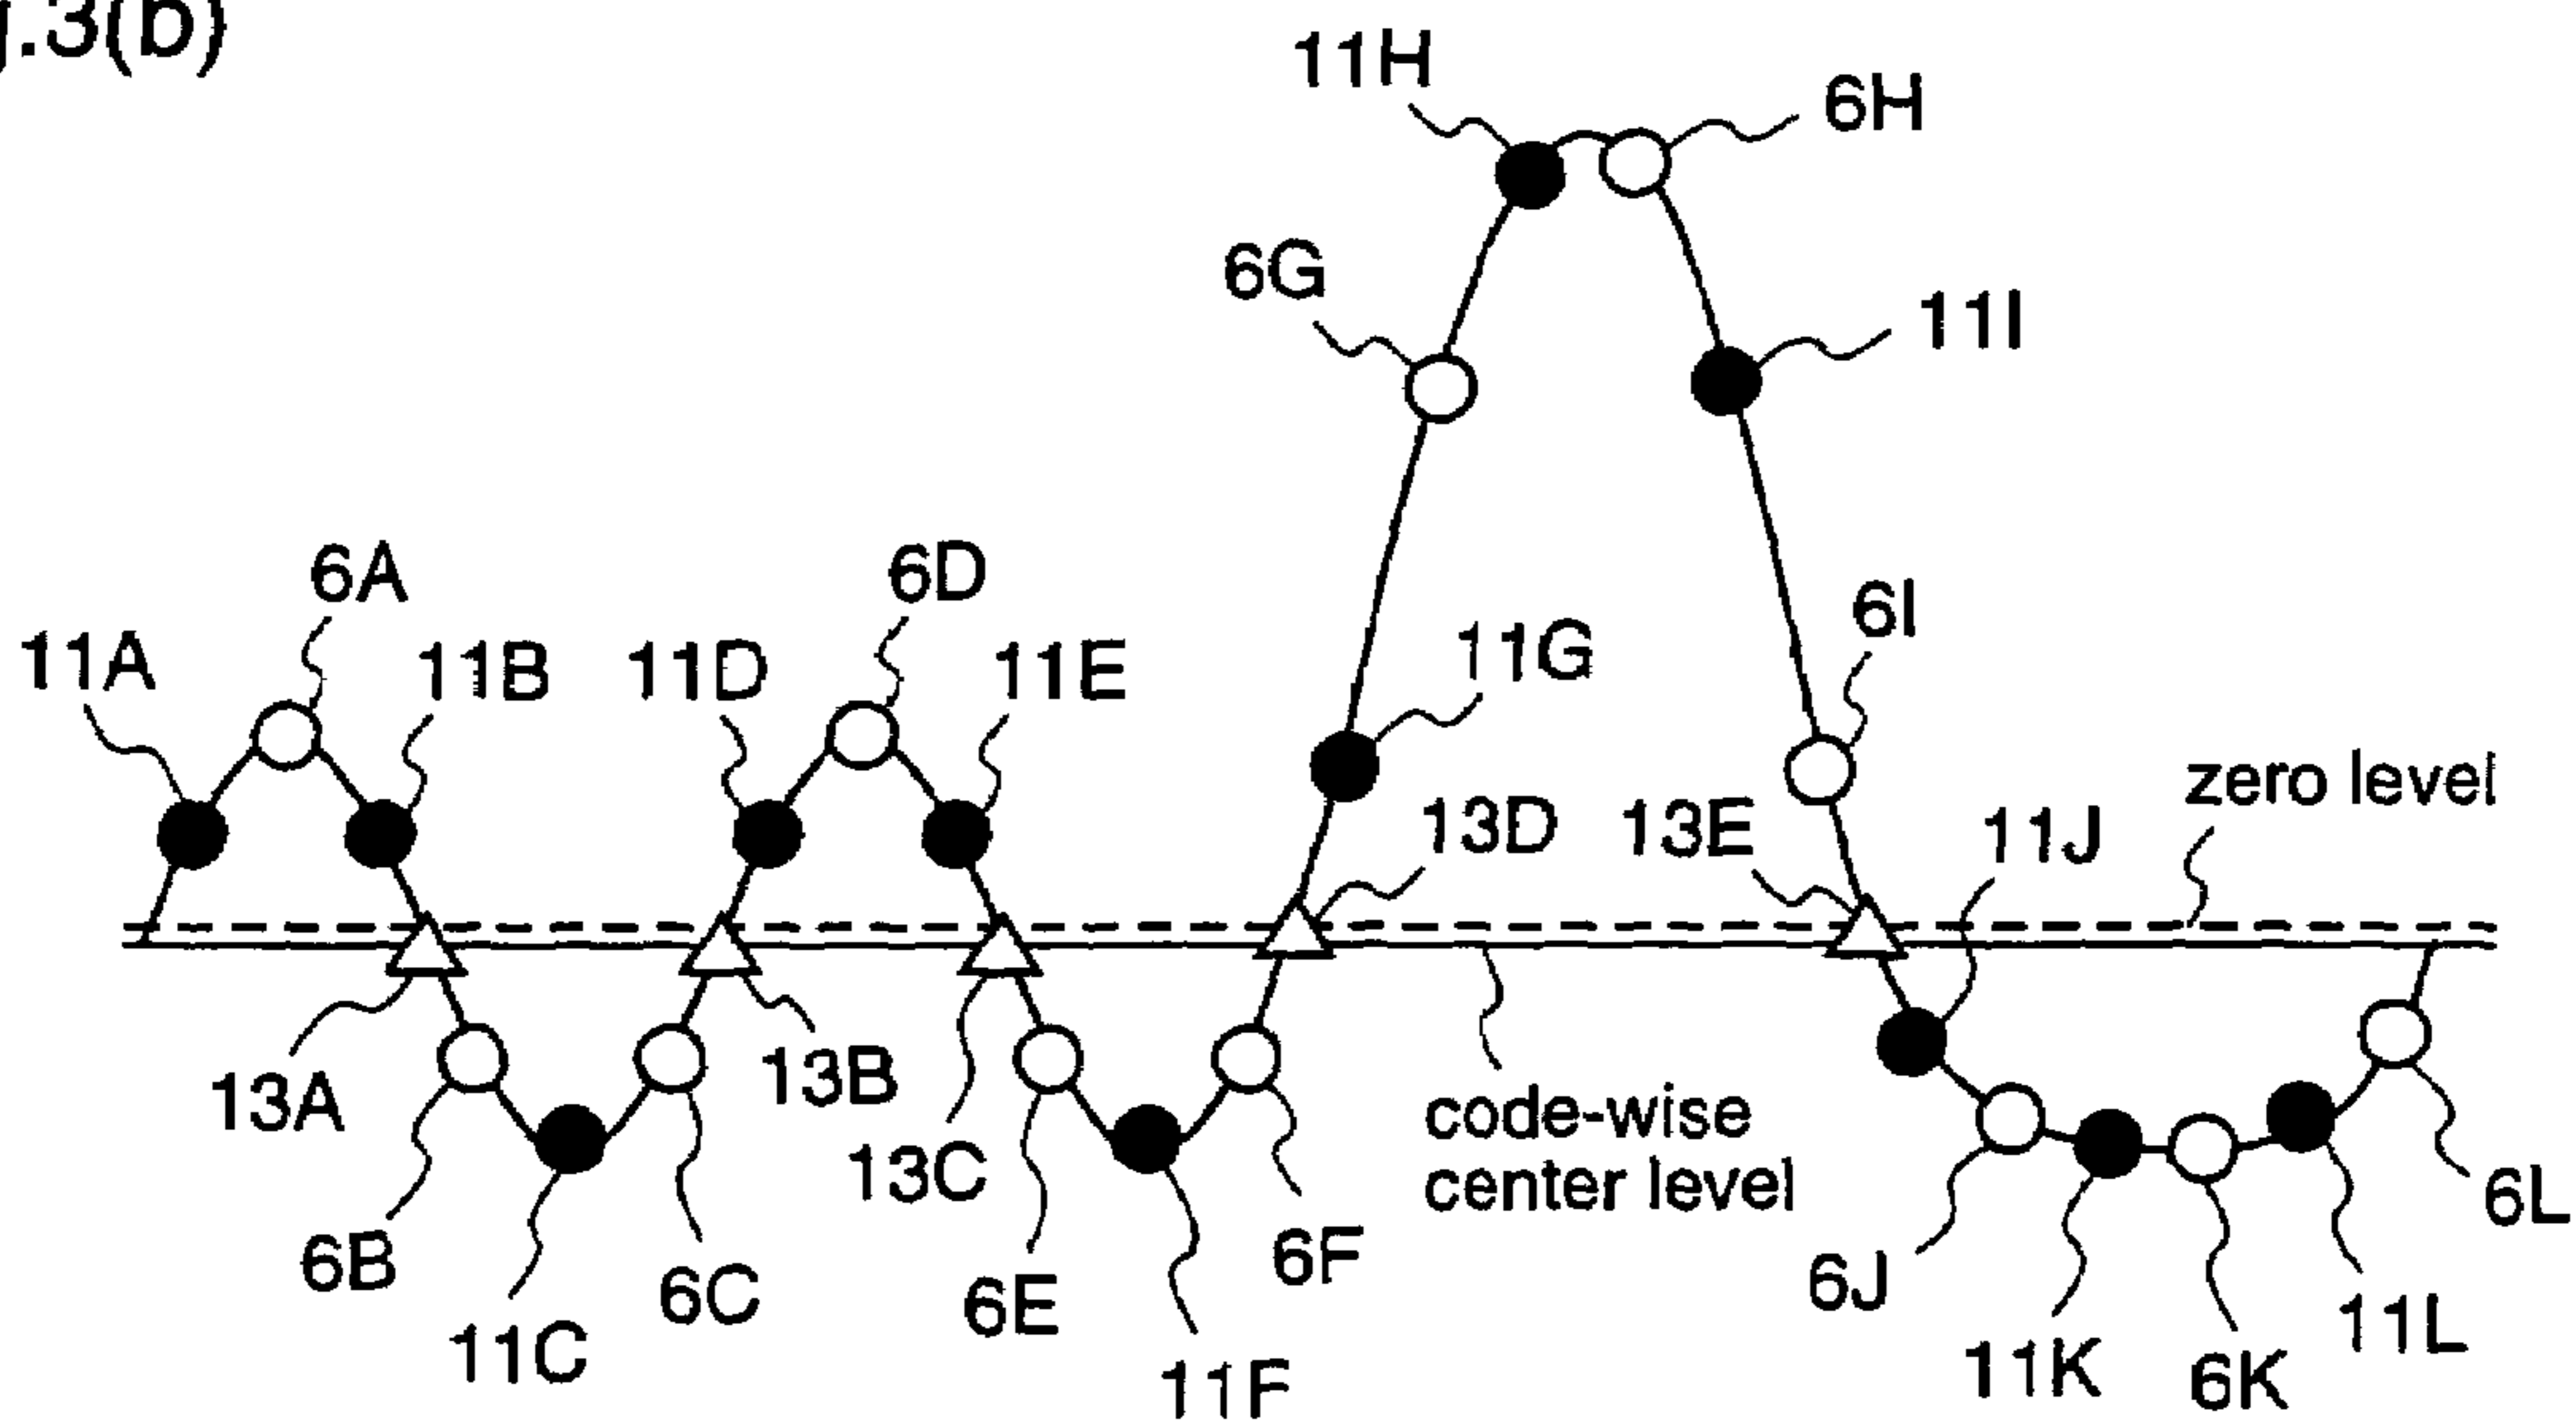 g.3(b)
11H
6H
6G
11I
6A
6D
6I
11A
11B
11D
11E
11G
zero level
13D
13E
11J
13A
13B
13C
code-wise
center level
6B
6C
6E
6F
6J
6L
11C
11F
11K
6K
11L